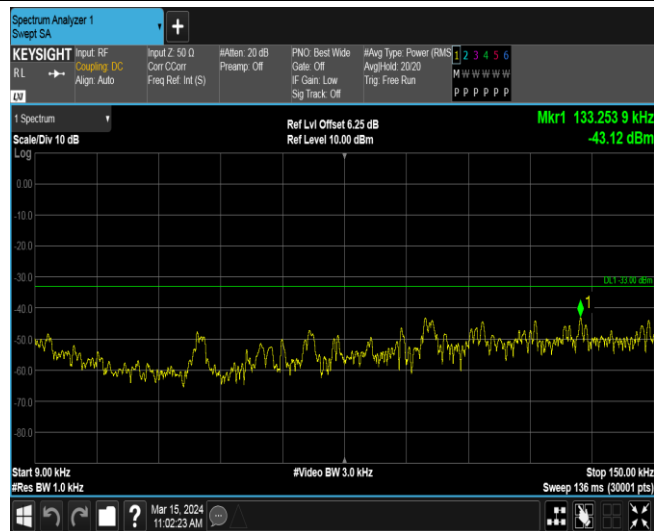 Spectrum Analyzer 1
Swept SA
+
KEYSIGHT
RL
LXI
Input: RF
Coupling: DC
Align: Auto
Input Z: 50 Ω
Corr CCorr
Freq Ref: Int (S)
#Atten: 20 dB
Preamp: Off
PNO: Best Wide
Gate: Off
IF Gain: Low
Sig Track: Off
#Avg Type: Power (RMS
Avg|Hold: 20/20
Trig: Free Run
1 2 3 4 5 6
M W W W W W
P P P P P P
1 Spectrum
Scale/Div 10 dB
Log
Ref Lvl Offset 6.25 dB
Ref Level 10.00 dBm
Mkr1 133.253 9 kHz
-43.12 dBm
0.00
-10.0
-20.0
-30.0
DL1 -33.00 dBm
-40.0
1
-50.0
-60.0
-70.0
-80.0
Start 9.00 kHz
#Res BW 1.0 kHz
#Video BW 3.0 kHz
Stop 150.00 kHz
Sweep 136 ms (30001 pts)
?
Mar 15, 2024
11:02:23 AM